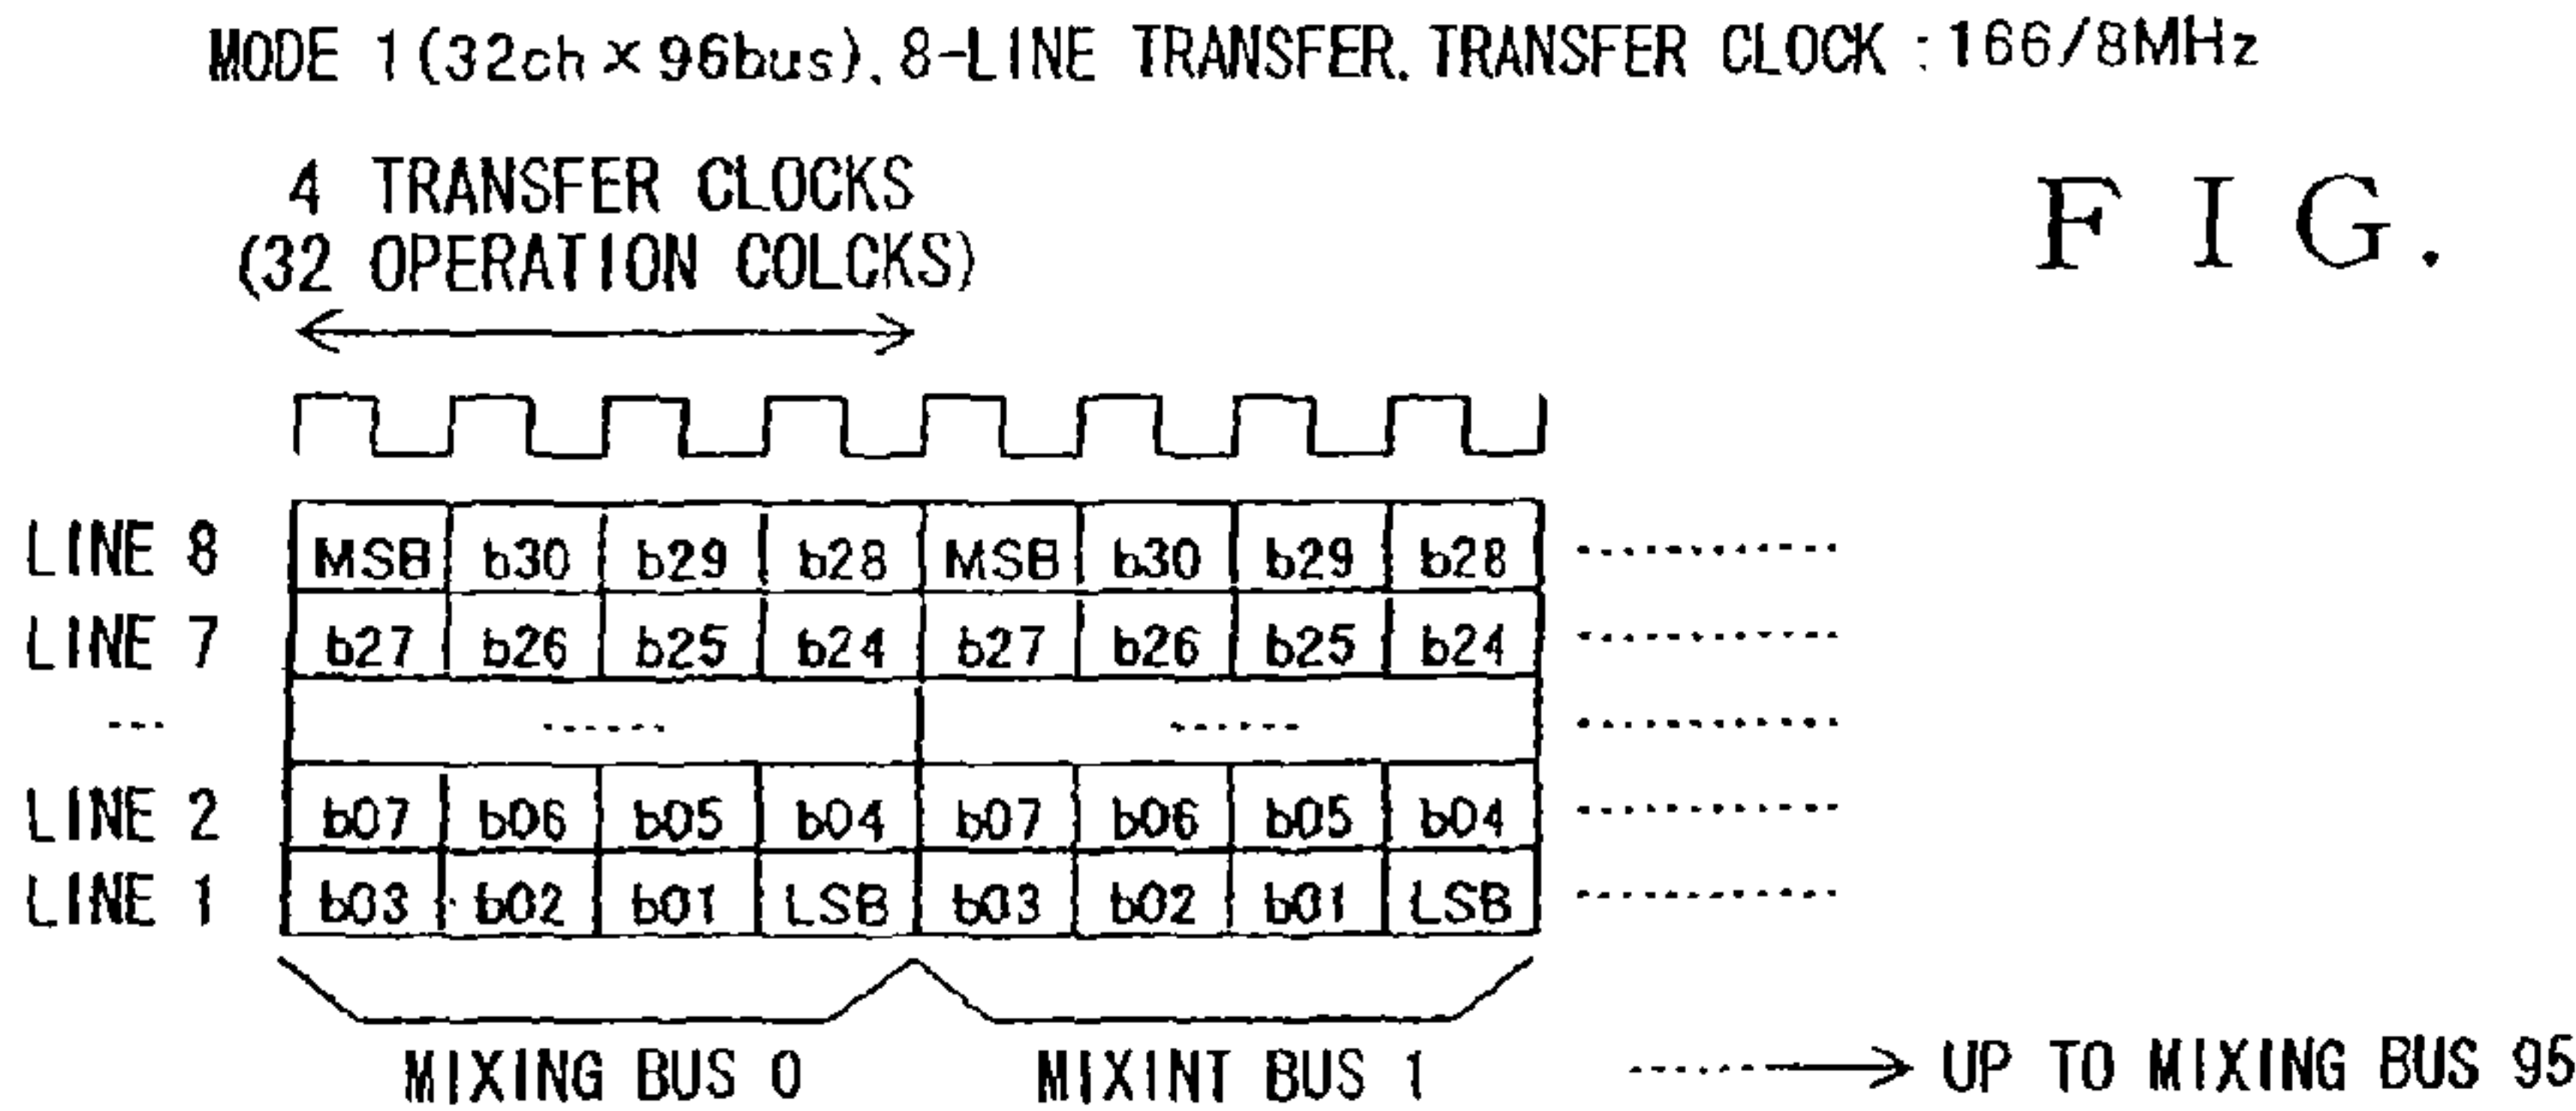 MODE 1 (32ch×96bus), 8-LINE TRANSFER. TRANSFER CLOCK : 166/8MHz
4 TRANSFER CLOCKS
(32 OPERATION COLCKS)
FIG.
LINE 8 MSB b30 b29 b28 MSB b30 b29 b28 ............
LINE 7 b27 b26 b25 b24 b27 b26 b25 b24 ............
--- ------ ------ ............
LINE 2 b07 b06 b05 b04 b07 b06 b05 b04 ............
LINE 1 b03 b02 b01 LSB b03 b02 b01 LSB ............
MIXING BUS 0 MIXINT BUS 1 ......→ UP TO MIXING BUS 95